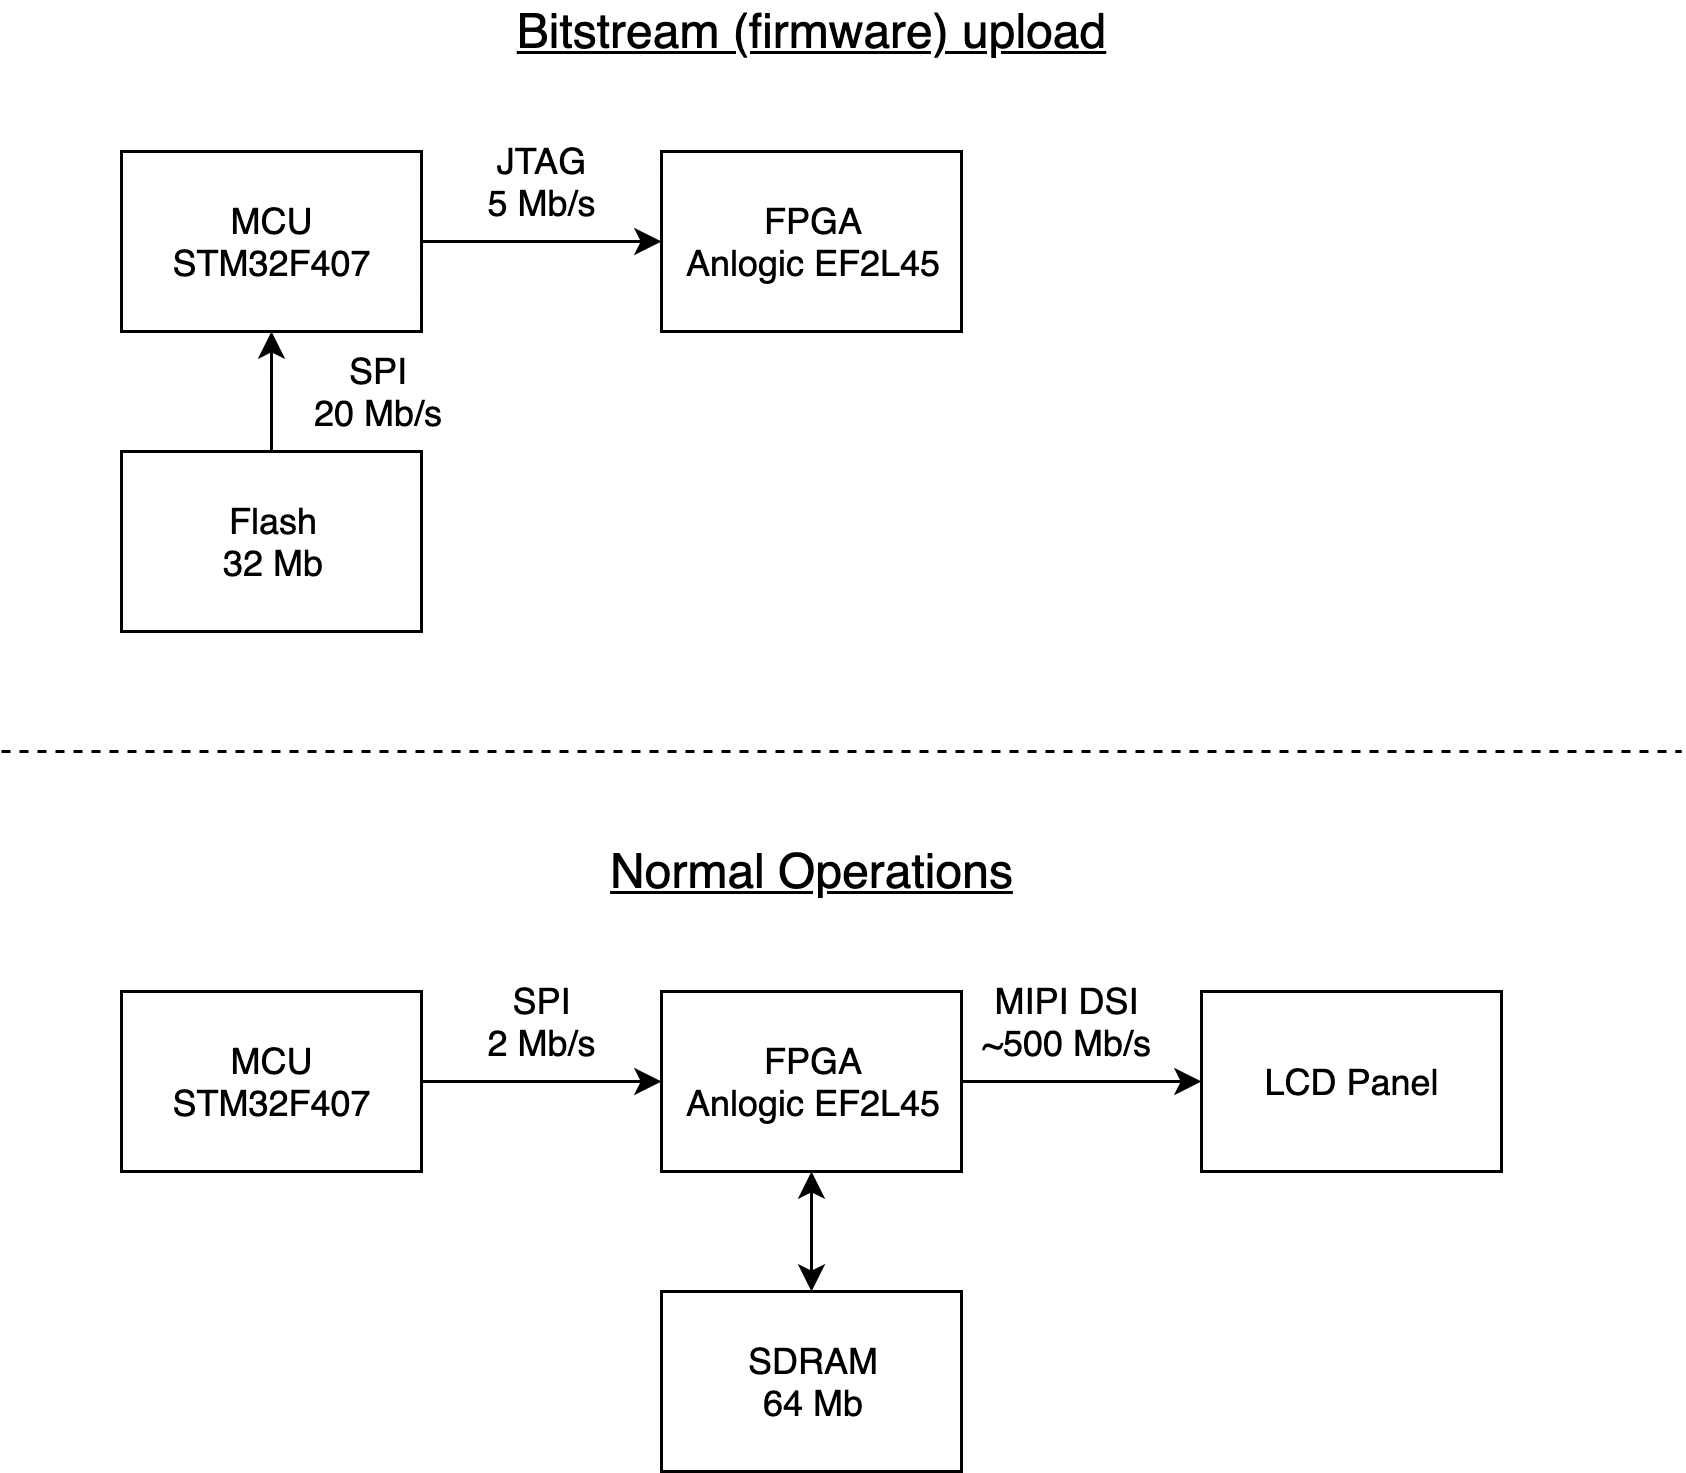 Bitstream (firmware) upload
JTAG
5 Mb/s
MCU
STM32F407
FPGA
Anlogic EF2L45
SPI
20 Mb/s
Flash
32 Mb
Normal Operations
SPI
2 Mb/s
MIPI DSI
~500 Mb/s
MCU
STM32F407
FPGA
Anlogic EF2L45
LCD Panel
SDRAM
64 Mb